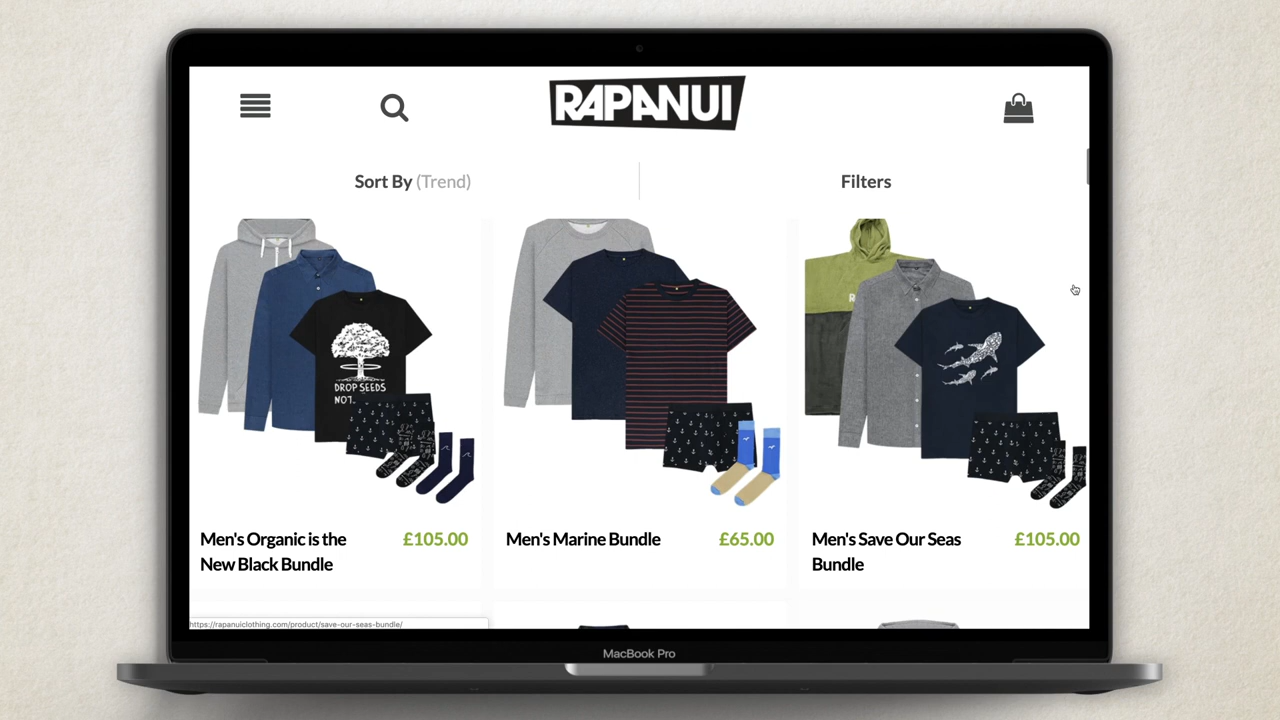 RAPANUI
Sort By (Trend)
Filters
DROP SEEDS
NOT
Men's Organic is the
New Black Bundle
£105.00
Men's Marine Bundle
£65.00
Men's Save Our Seas
Bundle
£105.00
https://rapanuiclothing.com/product/save-our-seas-bundle/
MacBook Pro